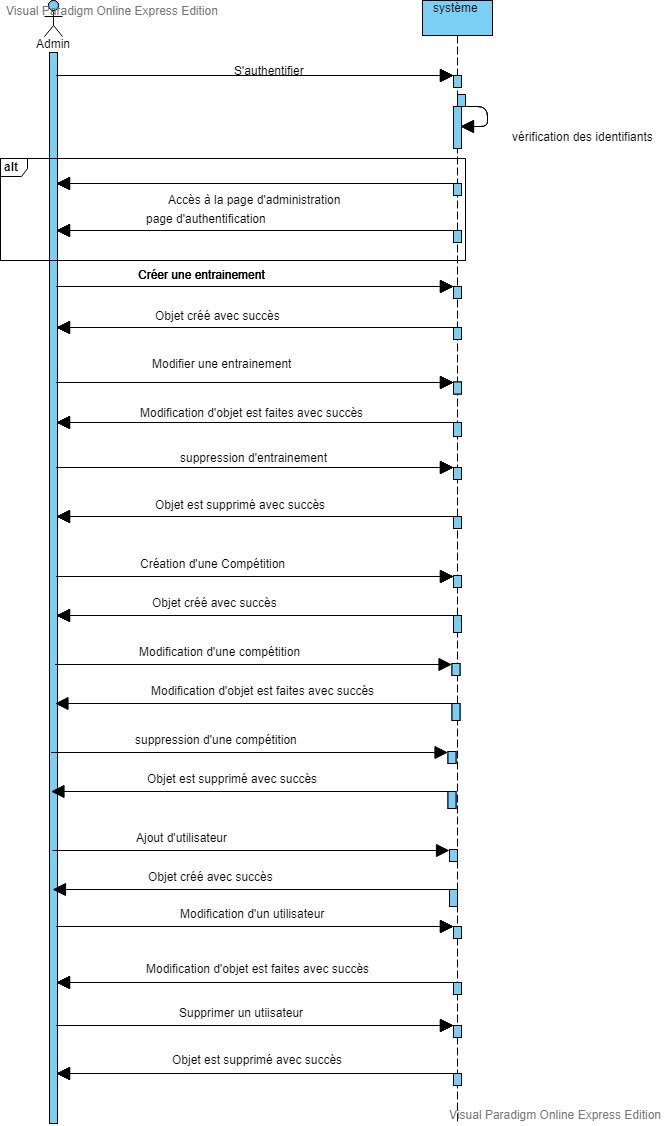 Visual Paradigm Online Express Edition
système
Admin
S'authentifier
vérification des identifiants
alt
Accès à la page d'administration
page d'authentification
Créer une entrainement
Objet créé avec succès
Modifier une entrainement
Modification d'objet est faites avec succès
suppression d'entrainement
Objet est supprimé avec succès
Création d'une Compétition
Objet créé avec succès
Modification d'une compétition
Modification d'objet est faites avec succès
suppression d'une compétition
Objet est supprimé avec succès
Ajout d'utilisateur
Objet créé avec succès
Modification d'un utilisateur
Modification d'objet est faites avec succès
Supprimer un utiisateur
Objet est supprimé avec succès
Visual Paradigm Online Express Edition